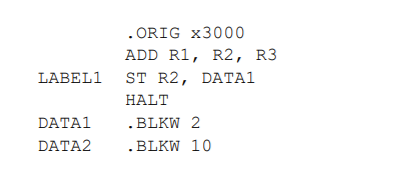 .ORIG x3000
ADD R1, R2, R3
LABEL1 ST R2, DATA1
HALT
DATA1 .BLKW 2
DATA2 .BLKW 10